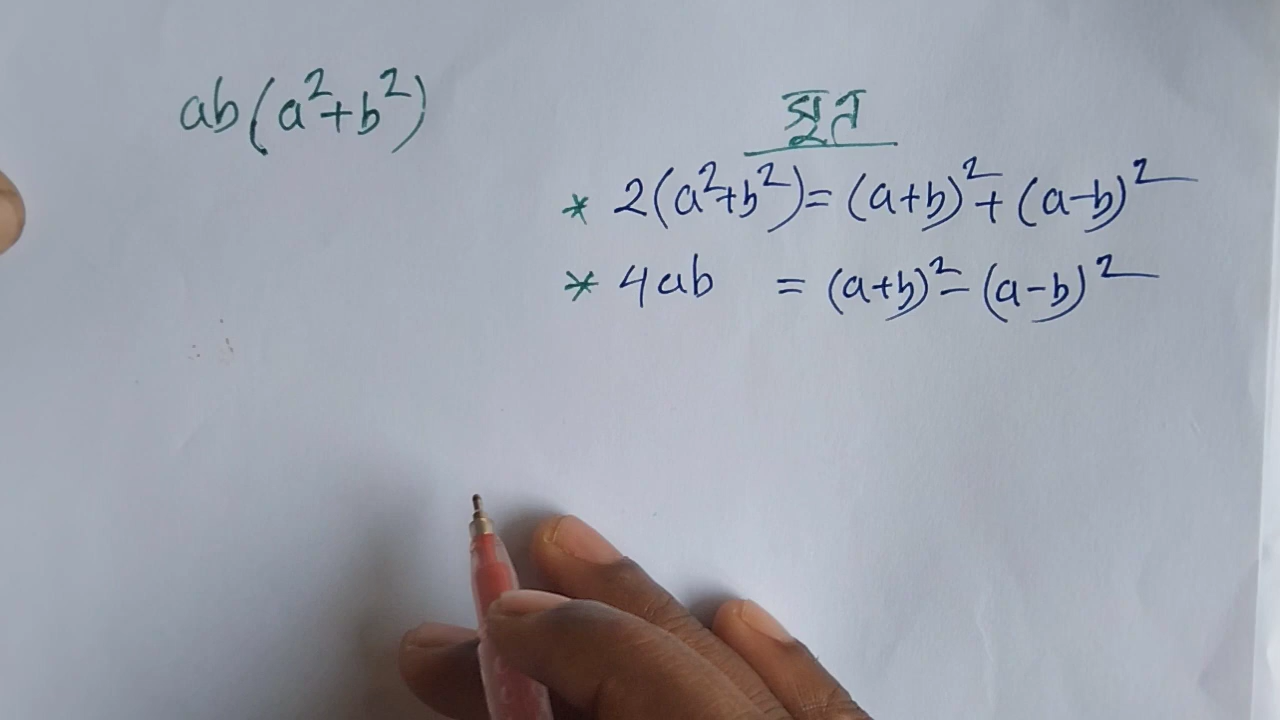 ab(a²+b²)
সূত্র
* 2(a²+b²)=(a+b)²+(a-b)²
* 4ab = (a+b)²-(a-b)²